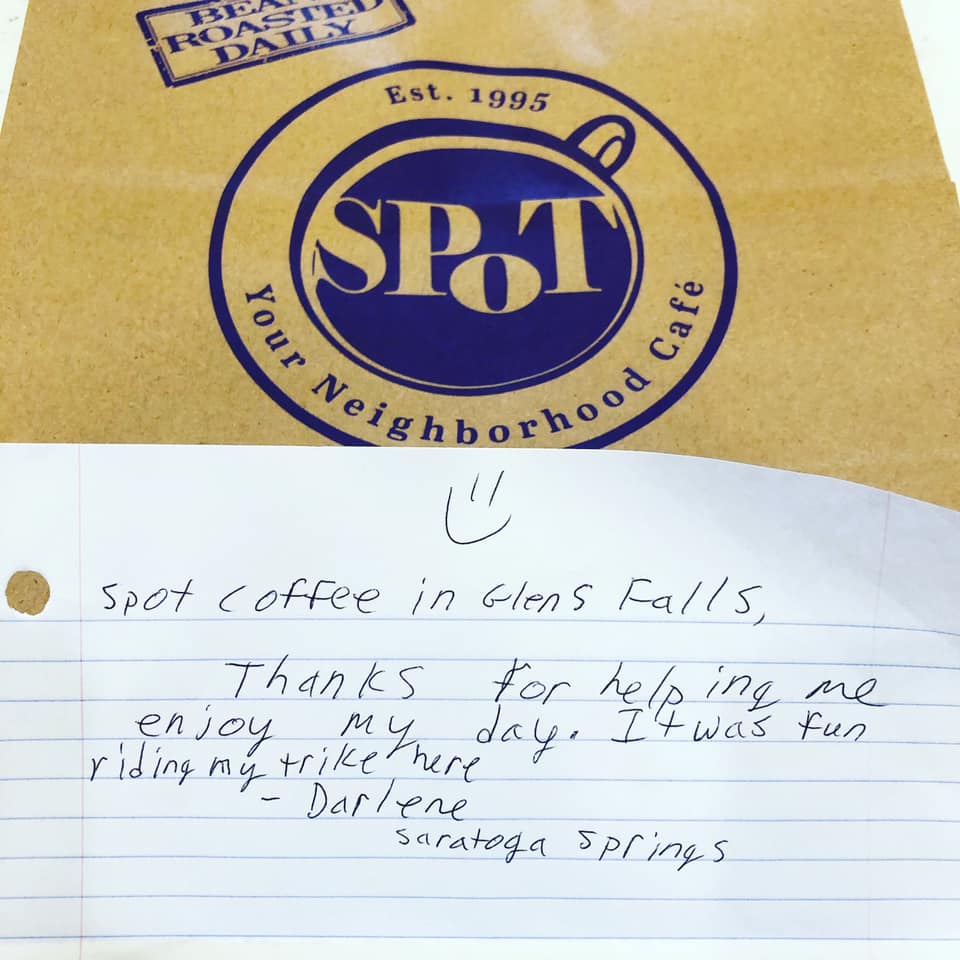 BEANS
ROASTED
DAILY
Est. 1995
SPOT
Your Neighborhood Café
Spot coffee in Glens Falls,
Thanks for helping me
enjoy my day. It was fun
riding my trike here
- Darlene
Saratoga Springs